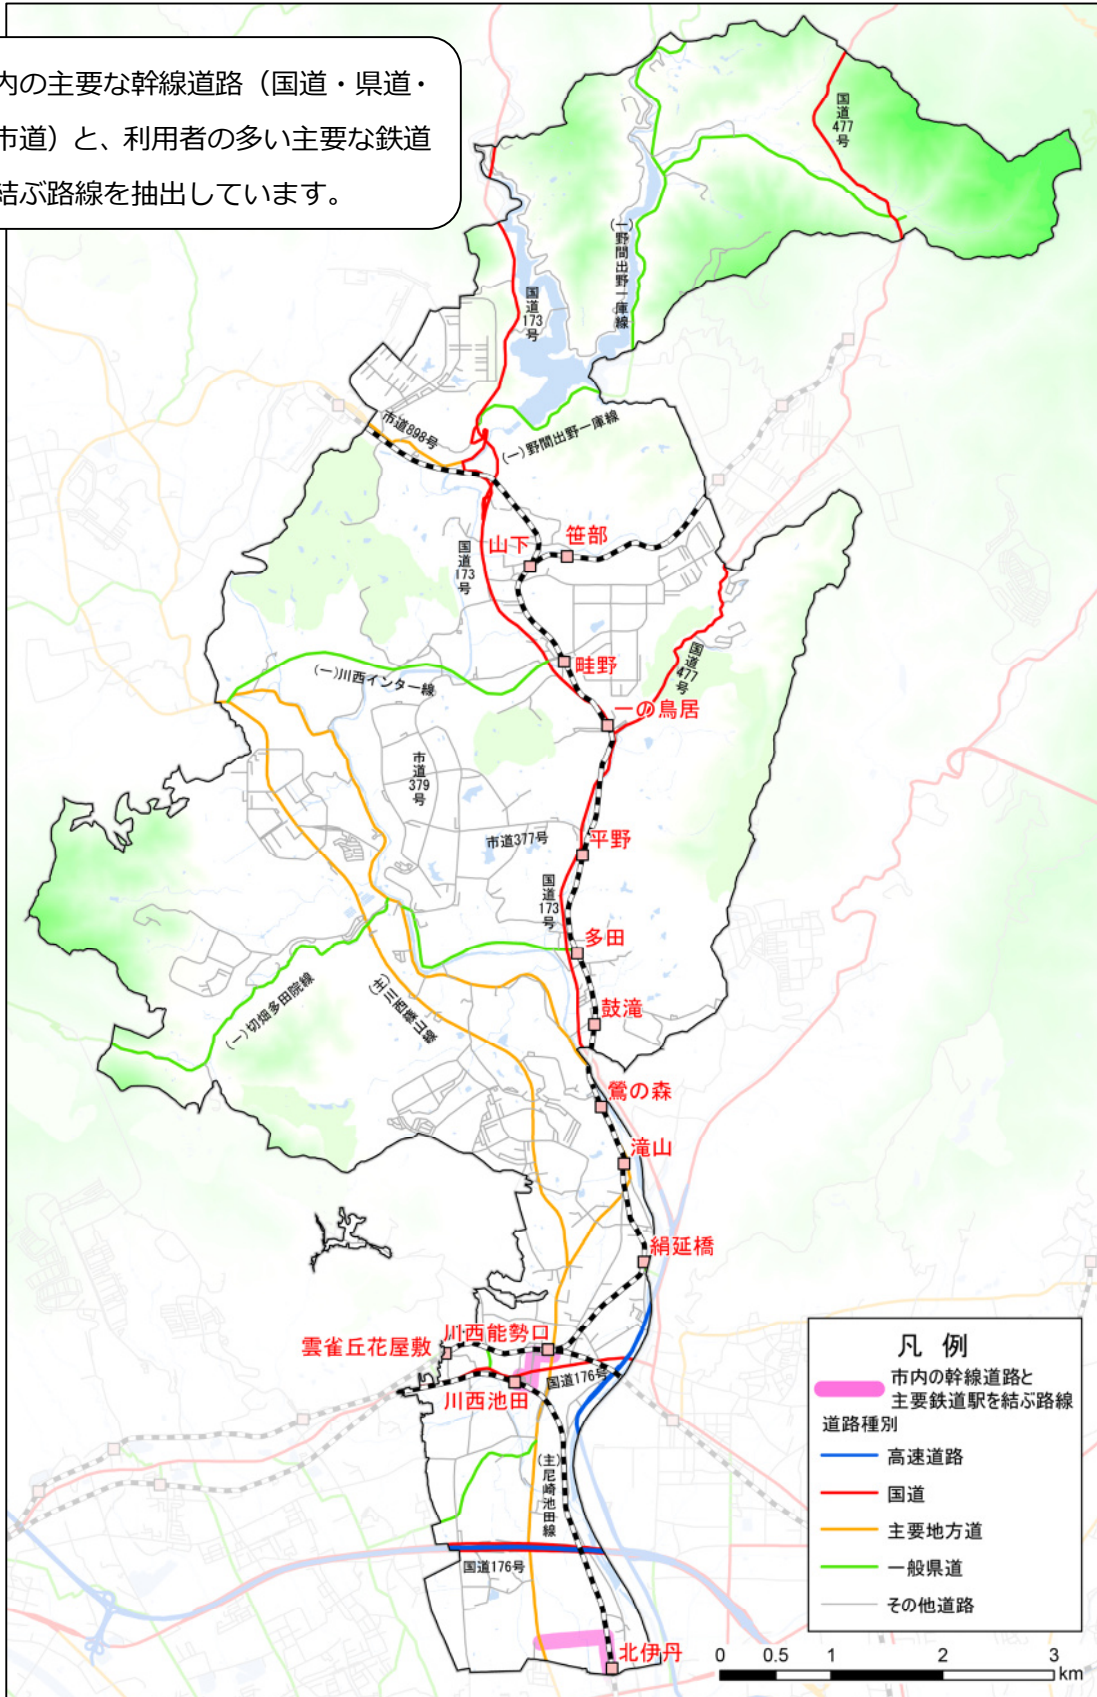 内の主要な幹線道路（国道・県道・
市道）と、利用者の多い主要な鉄道
結ぶ路線を抽出しています。
国道477号
(一)野間出野一庫線
国道173号
市道898号
(一)野間出野一庫線
山下
笹部
国道173号
畦野
国道477号
(一)川西インター線
一の鳥居
市道379号
市道377号
平野
国道173号
多田
(一)切畑多田院線
(主)川西篠山線
鼓滝
鶯の森
滝山
絹延橋
雲雀丘花屋敷
川西能勢口
国道176号
川西池田
(主)尼崎池田線
国道176号
北伊丹
凡 例
市内の幹線道路と
主要鉄道駅を結ぶ路線
道路種別
高速道路
国道
主要地方道
一般県道
その他道路
0 0.5 1 2 3
km